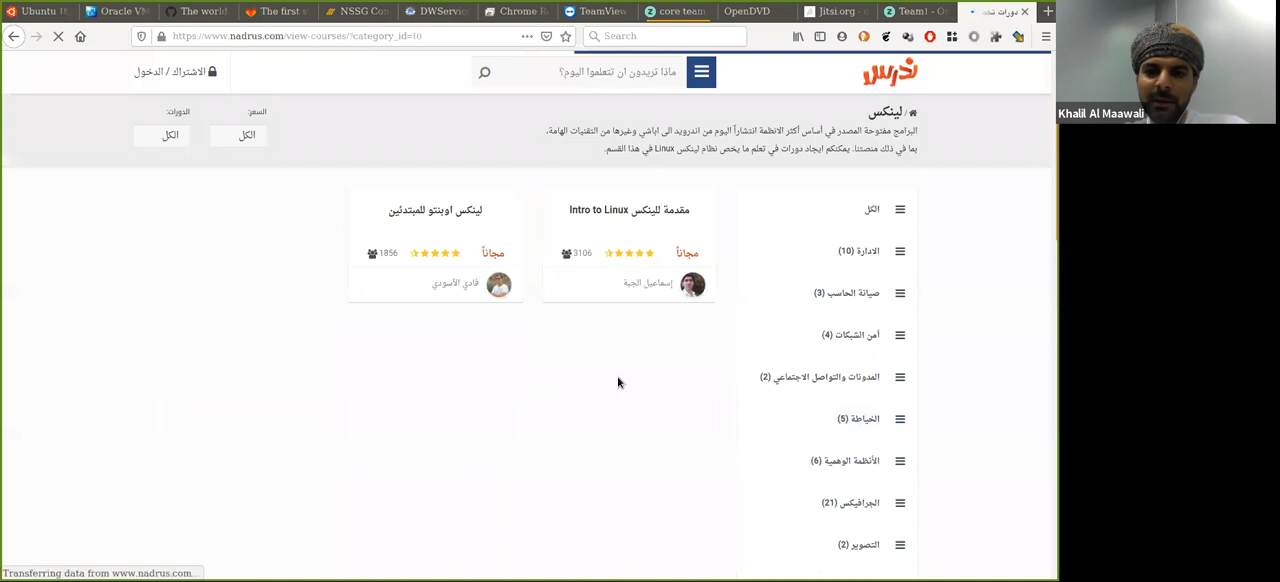 Ubuntu 1
Oracle VM
The world
The first s
NSSG Con
DWServic
Chrome Re
TeamView
core team
OpenDVD
Jitsi.org -
Team1 - O
دورات تخد
https://www.nadrus.com/view-courses/?category_id=10
Search
Khalil Al Maawali
ندرس
ماذا تريدون ان تتعلموا اليوم؟
الاشتراك / الدخول
/ لينكس
السعر:
الدورات:
الكل
الكل
البرامج مفتوحة المصدر في أساس أكثر الانظمة انتشاراً اليوم من اندرويد الى اباشي وغيرها من التقنيات الهامة،
بما في ذلك منصتنا. يمكنكم ايجاد دورات في تعلم ما يخص نظام لينكس Linux في هذا القسم.
الكل
الادارة (10)
صيانة الحاسب (3)
أمن الشبكات (4)
المدونات والتواصل الاجتماعي (2)
الخياطة (5)
الأنظمة الوهمية (6)
الجرافيكس (21)
التصوير (2)
مقدمة للينكس Intro to Linux
مجاناً
3106
إسماعيل الجبة
لينكس اوبنتو للمبتدئين
مجاناً
1856
فادي الأسودي
Transferring data from www.nadrus.com...